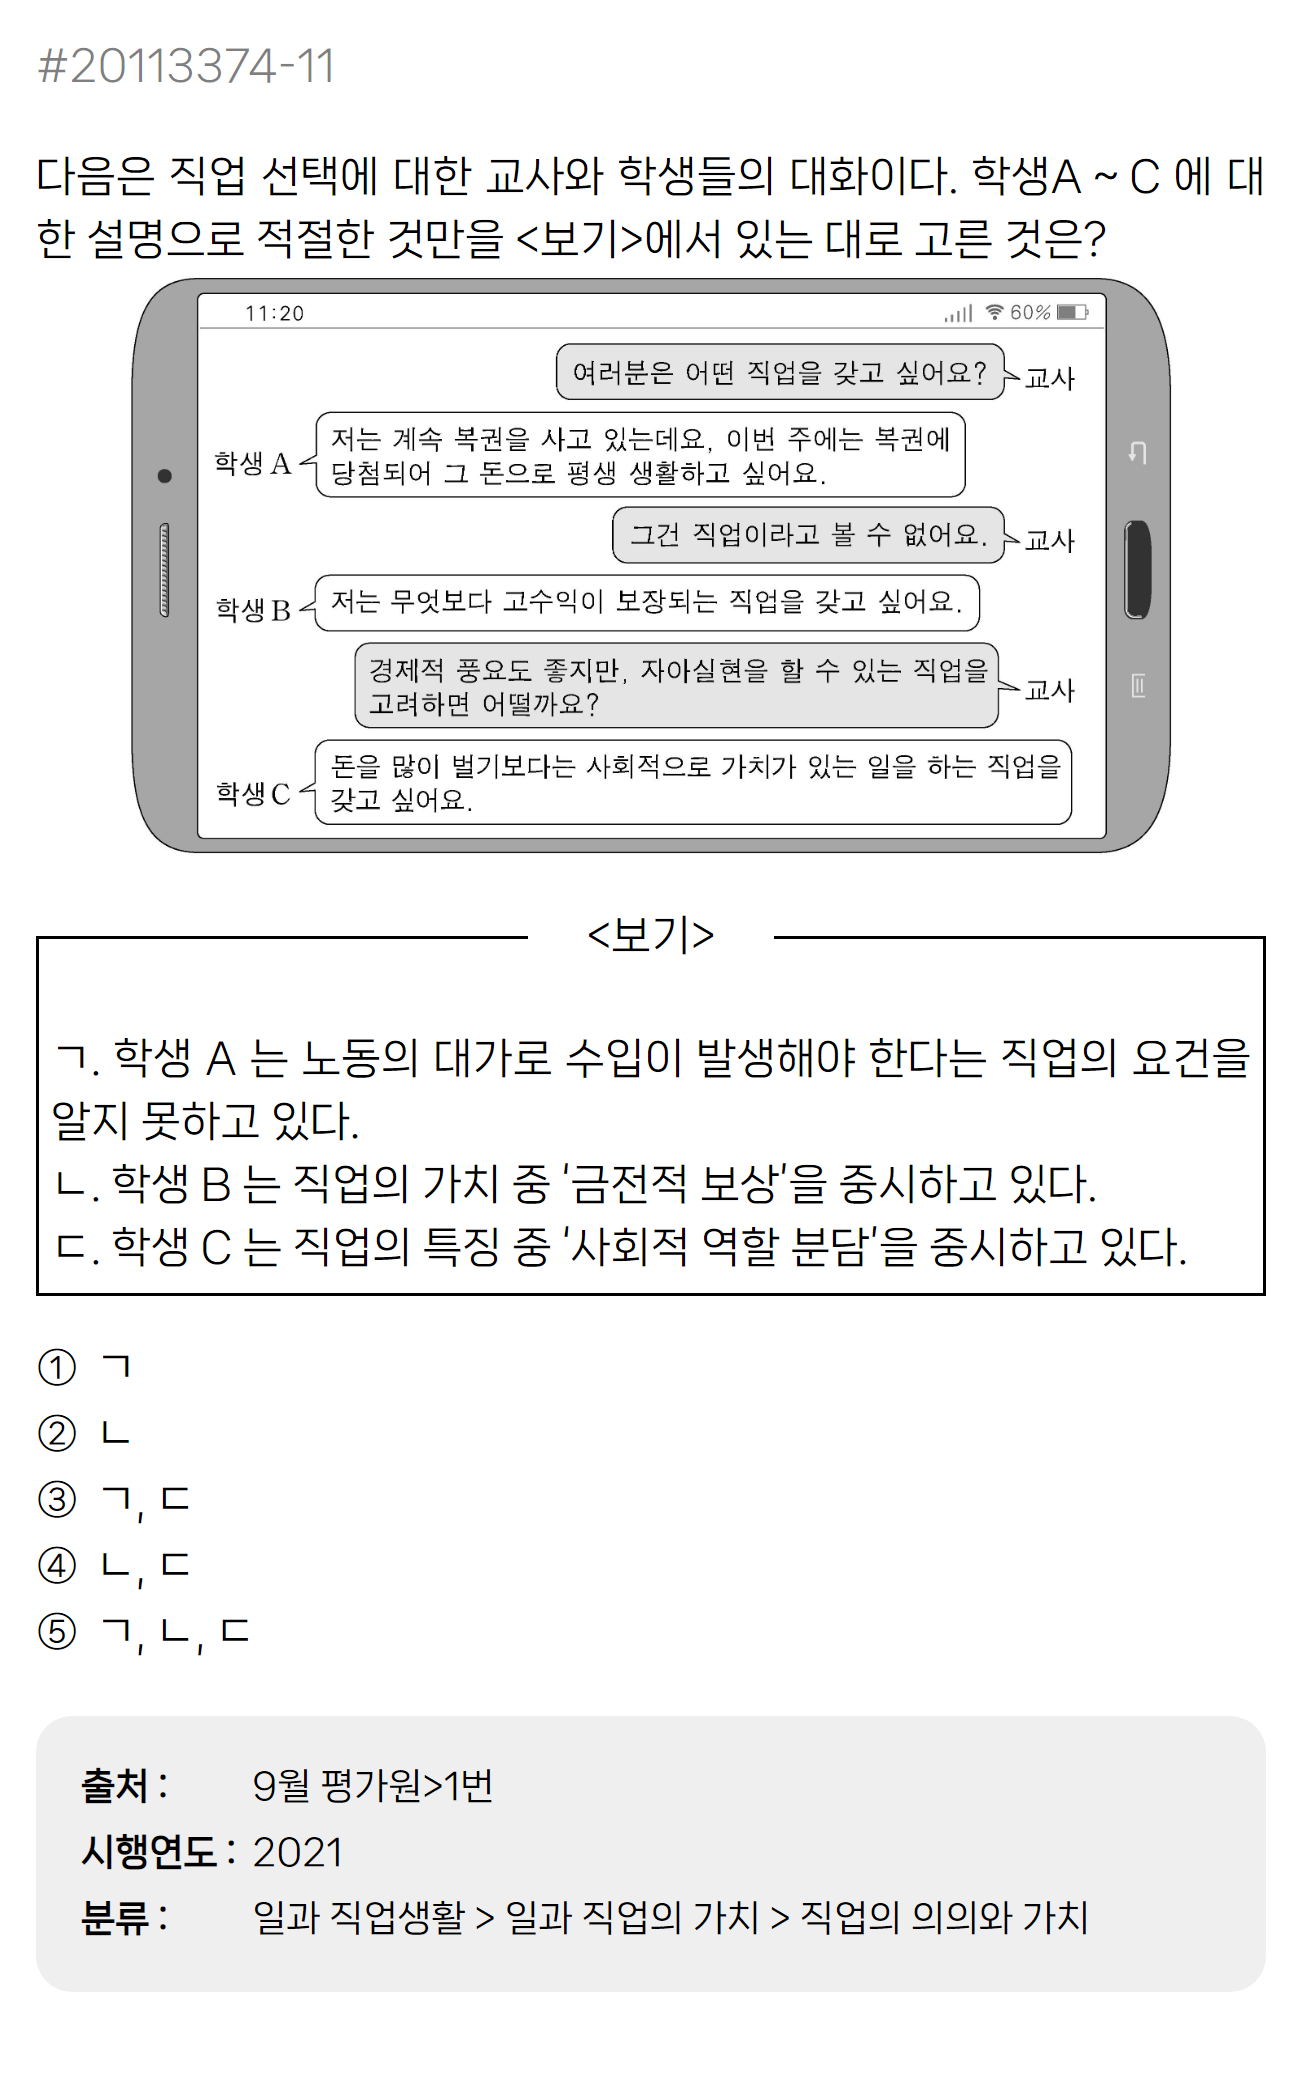 #20113374-11
다음은 직업 선택에 대한 교사와 학생들의 대화이다. 학생A ~ C 에 대
한 설명으로 적절한 것만을 <보기>에서 있는 대로 고른 것은?
11:20 60%
여러분은 어떤 직업을 갖고 싶어요? 교사
학생 A 저는 계속 복권을 사고 있는데요, 이번 주에는 복권에
당첨되어 그 돈으로 평생 생활하고 싶어요.
그건 직업이라고 볼 수 없어요. 교사
학생 B 저는 무엇보다 고수익이 보장되는 직업을 갖고 싶어요.
경제적 풍요도 좋지만, 자아실현을 할 수 있는 직업을
고려하면 어떨까요? 교사
학생 C 돈을 많이 벌기보다는 사회적으로 가치가 있는 일을 하는 직업을
갖고 싶어요.
<보기>
ㄱ. 학생 A 는 노동의 대가로 수입이 발생해야 한다는 직업의 요건을
알지 못하고 있다.
ㄴ. 학생 B 는 직업의 가치 중 '금전적 보상'을 중시하고 있다.
ㄷ. 학생 C 는 직업의 특징 중 '사회적 역할 분담'을 중시하고 있다.
① ㄱ
② ㄴ
③ ㄱ, ㄷ
④ ㄴ, ㄷ
⑤ ㄱ, ㄴ, ㄷ
출처 : 9월 평가원>1번
시행연도 : 2021
분류 : 일과 직업생활 > 일과 직업의 가치 > 직업의 의의와 가치